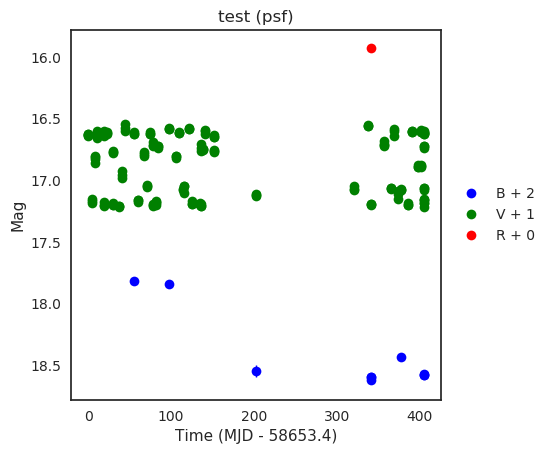 test (psf)
16.0
16.5
17.0
17.5
18.0
18.5
Mag
0
100
200
300
400
Time (MJD - 58653.4)
B + 2
V + 1
R + 0